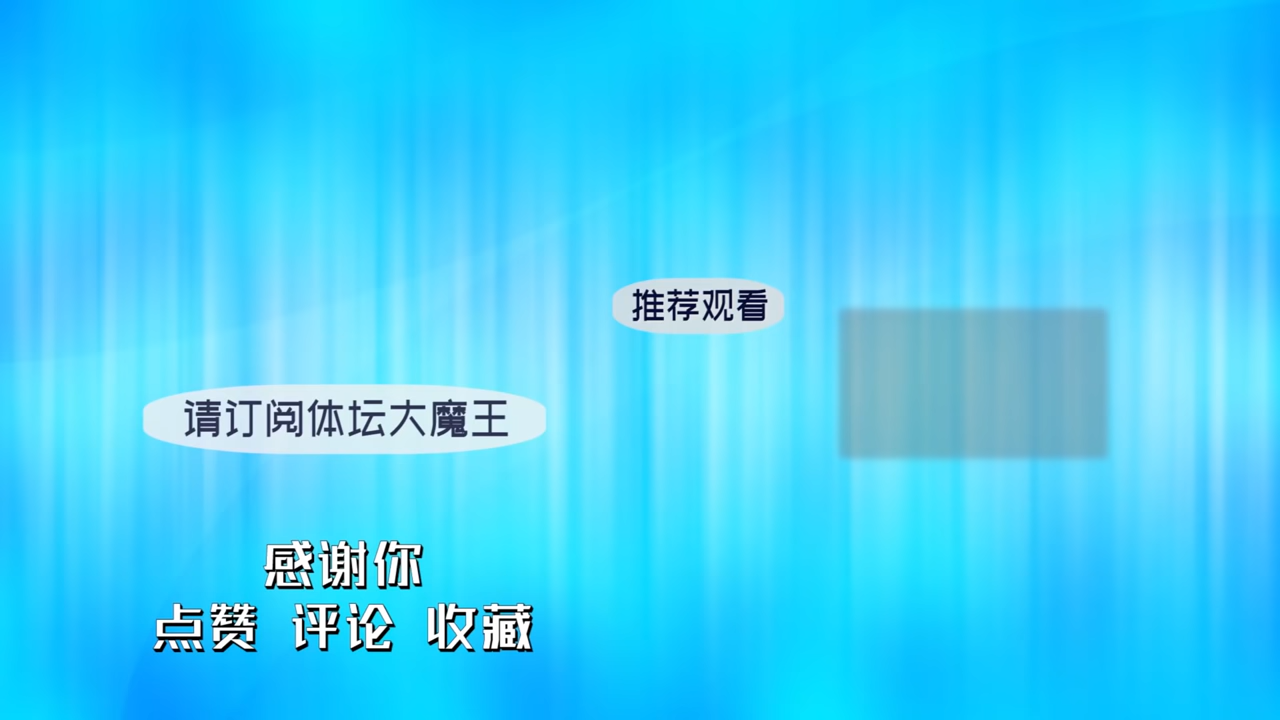 推荐观看
请订阅体坛大魔王
感谢你
点赞 评论 收藏